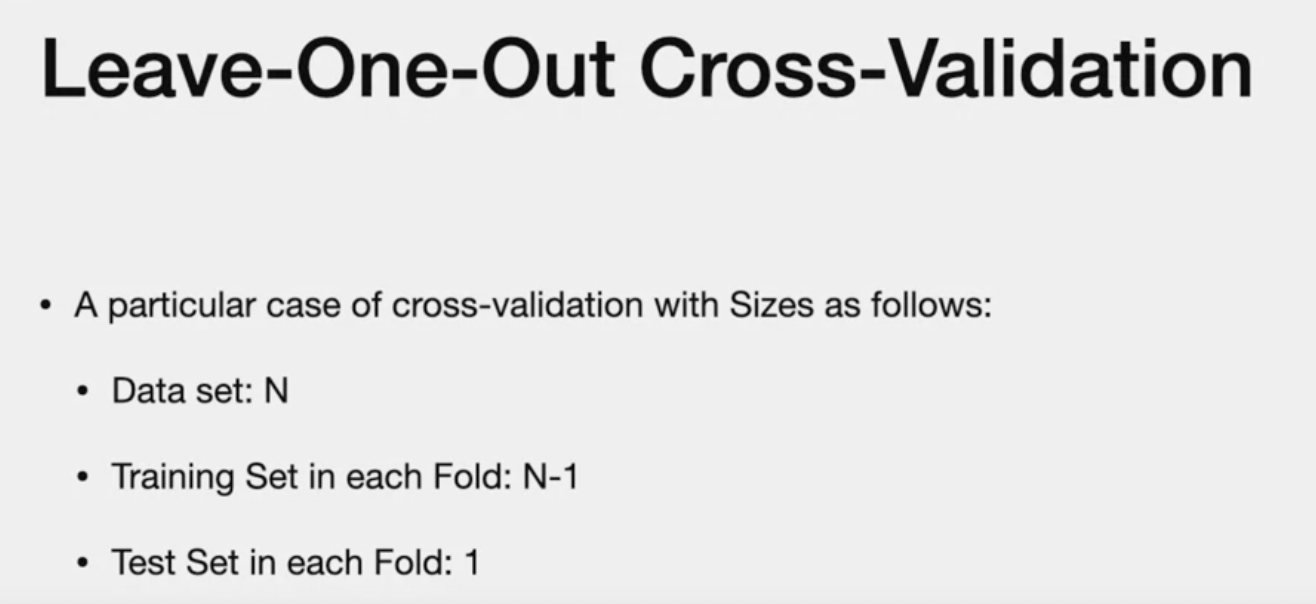 Leave-One-Out Cross-Validation
• A particular case of cross-validation with Sizes as follows:
• Data set: N
• Training Set in each Fold: N-1
• Test Set in each Fold: 1